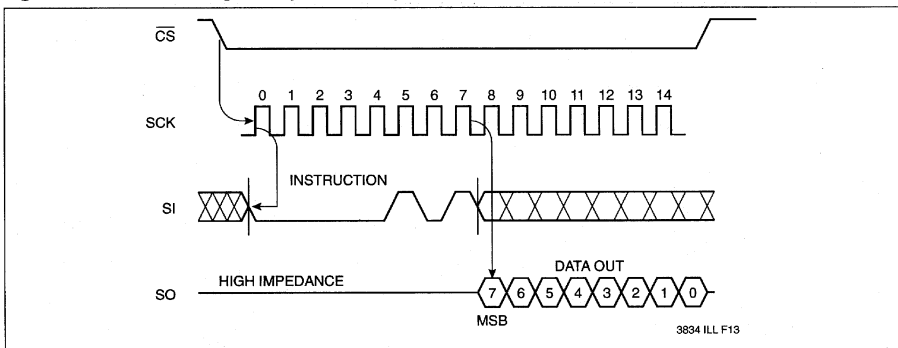 CS
0 1 2 3 4 5 6 7 8 9 10 11 12 13 14
SCK
INSTRUCTION
SI
DATA OUT
HIGH IMPEDANCE
SO
7 6 5 4 3 2 1 0
MSB
3834 ILL F13